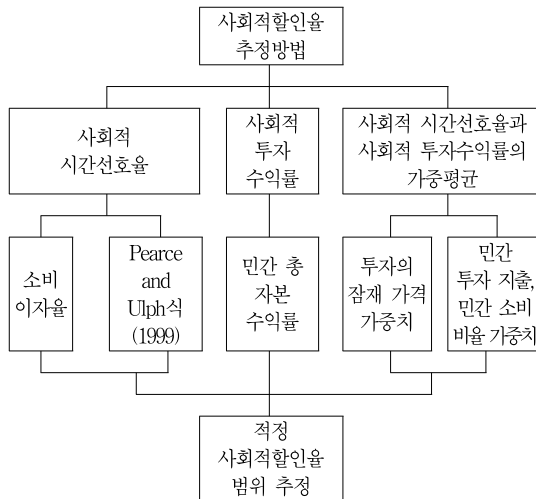 사회적할인율
추정방법
사회적
시간선호율
사회적
투자
수익률
사회적 시간선호율과
사회적 투자수익률의
가중평균
소비
이자율
Pearce
and
Ulph식
(1999)
민간 총
자본
수익률
투자의
잠재 가격
가중치
민간
투자 지출,
민간 소비
비율 가중치
적정
사회적할인율
범위 추정